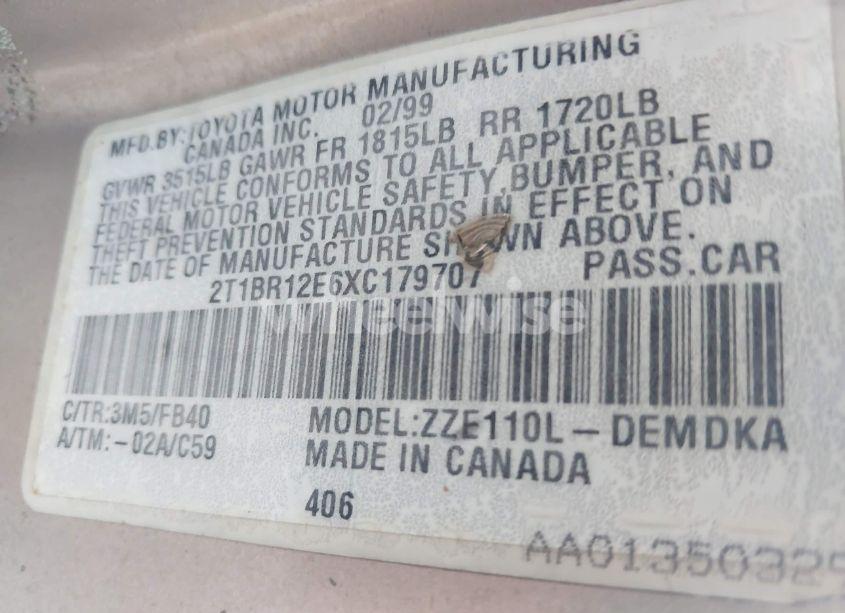 MFD.BY:TOYOTA MOTOR MANUFACTURING
CANADA INC. 02/99
GVWR 3515LB GAWR FR 1815LB RR 1720LB
THIS VEHICLE CONFORMS TO ALL APPLICABLE
FEDERAL MOTOR VEHICLE SAFETY, BUMPER, AND
THEFT PREVENTION STANDARDS IN EFFECT ON
THE DATE OF MANUFACTURE ABOVE.
2T1BR12E6XC179707 PASS.CAR
Wheelwise
C/TR:3M5/FB40 MODEL:ZZE110L-DEMDKA
A/TM:-02A/C59 MADE IN CANADA
406